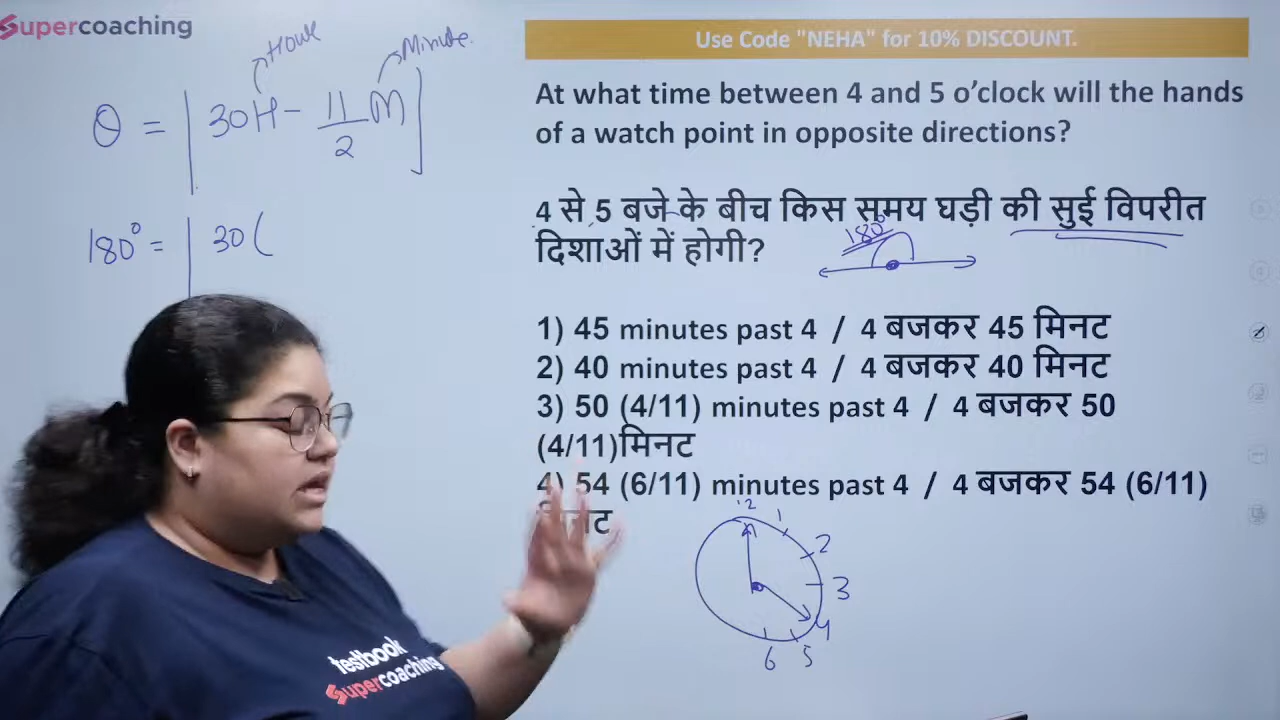 Supercoaching
Use Code "NEHA" for 10% DISCOUNT.
Hour
Minute
θ = | 30H - 11/2 M |
180° = | 30(
At what time between 4 and 5 o'clock will the hands
of a watch point in opposite directions?
4 से 5 बजे के बीच किस समय घड़ी की सुई विपरीत
दिशाओं में होगी?
180°
1) 45 minutes past 4 / 4 बजकर 45 मिनट
2) 40 minutes past 4 / 4 बजकर 40 मिनट
3) 50 (4/11) minutes past 4 / 4 बजकर 50
(4/11)मिनट
4) 54 (6/11) minutes past 4 / 4 बजकर 54 (6/11)
मिनट
12
1
2
3
4
5
6
testbook
Supercoaching